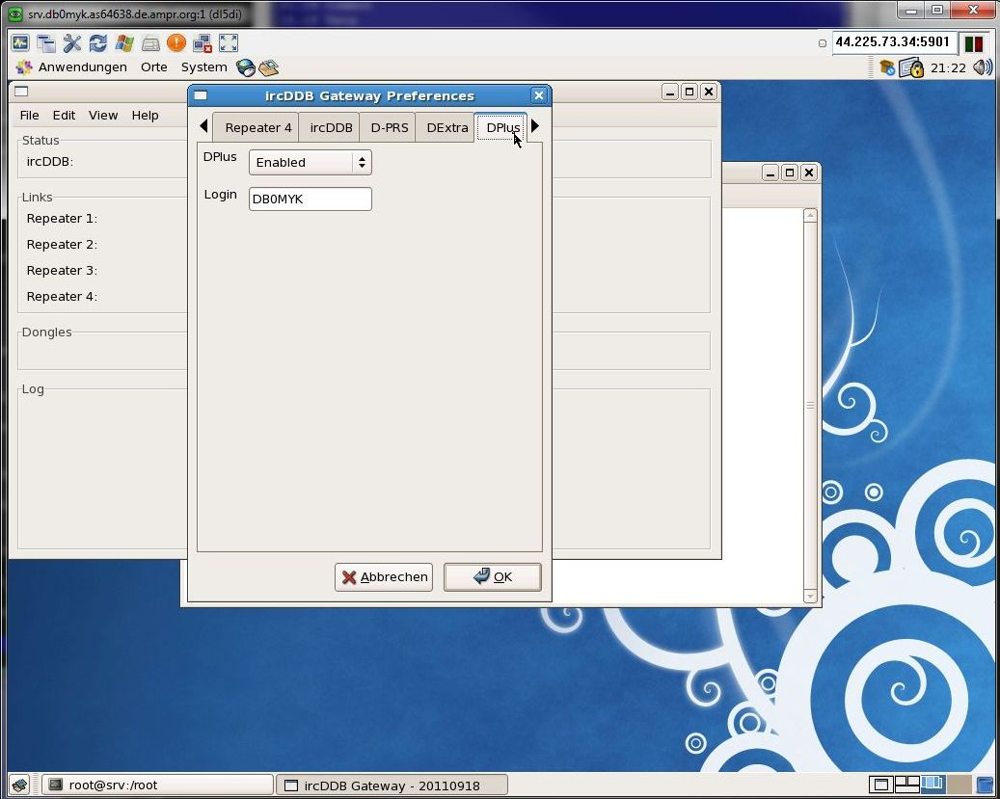 srv.db0myk.as64638.de.ampr.org:1 (dl5di)
44.225.73.34:5901
Anwendungen Orte System 21:22
ircDDB Gateway Preferences
File Edit View Help
Repeater 4 ircDDB D-PRS DExtra DPlus
Status
ircDDB:
DPlus Enabled
Login DB0MYK
Links
Repeater 1:
Repeater 2:
Repeater 3:
Repeater 4:
Dongles
Log
Abbrechen OK
root@srv:/root
ircDDB Gateway - 20110918